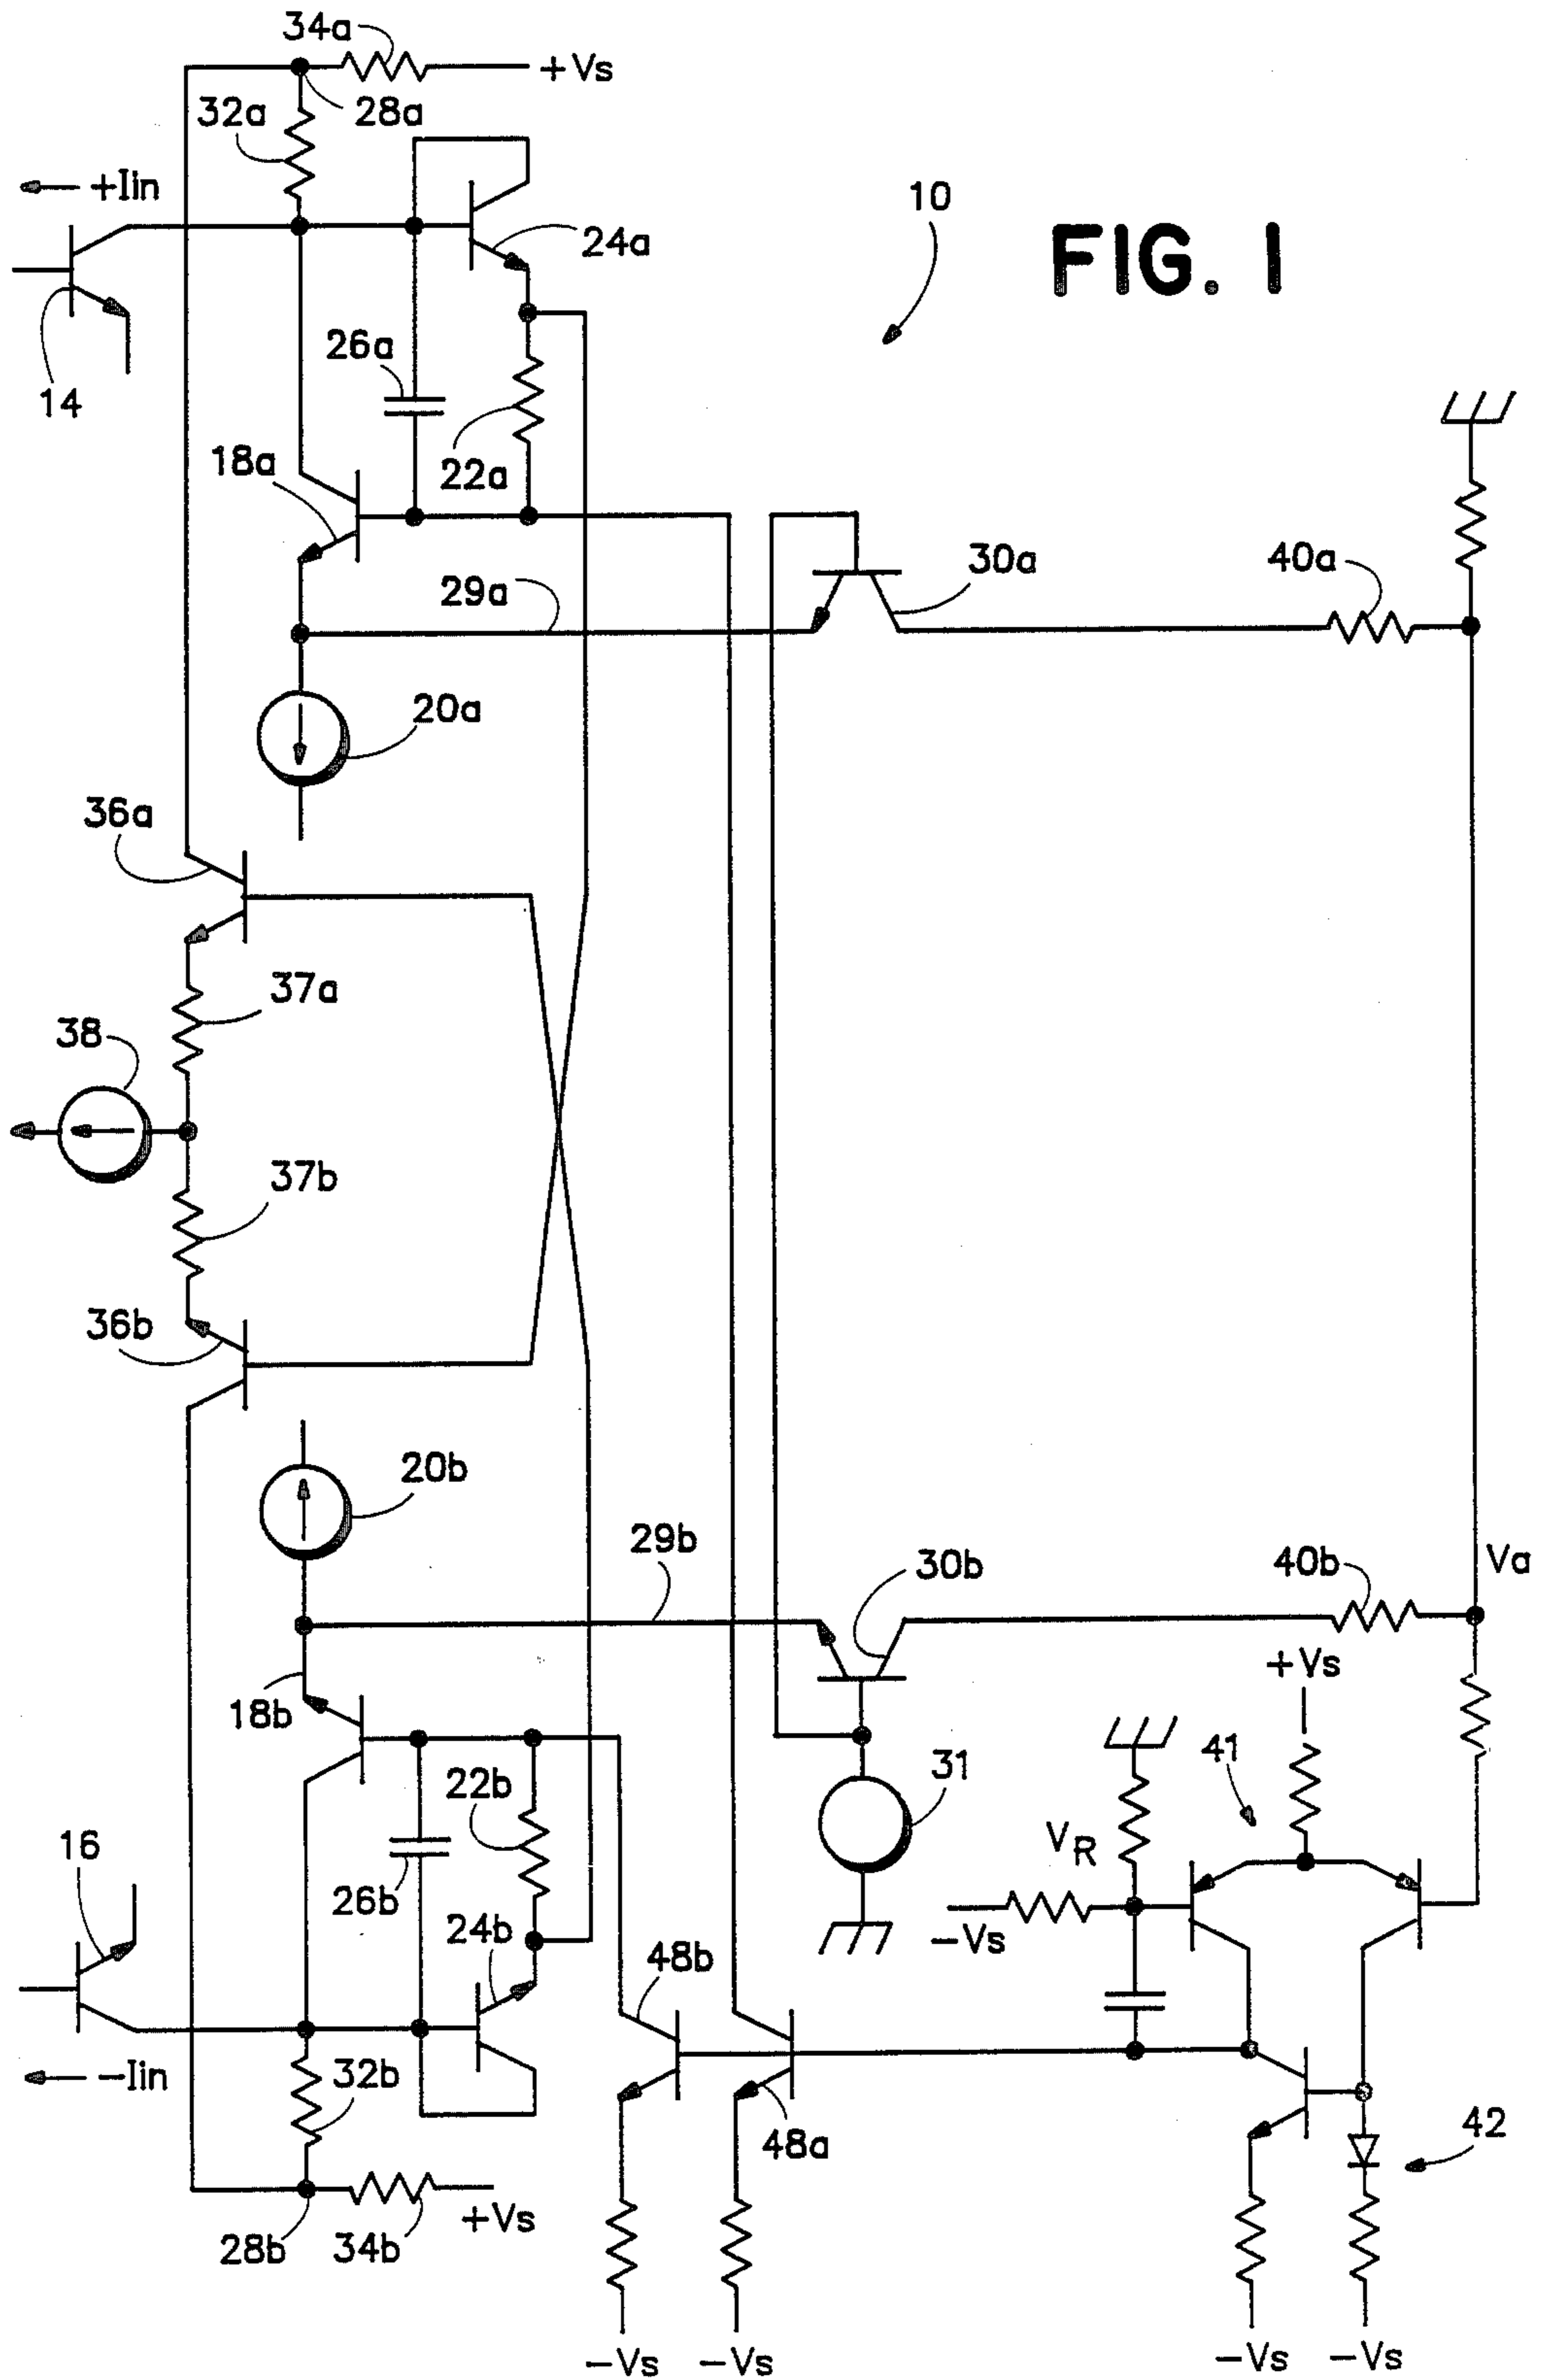 34a
+Vs
28a
32a
+Iin
10
FIG. 1
24a
14
26a
22a
18a
30a
40a
29a
20a
36a
37a
38
37b
36b
20b
29b
30b
40b
Va
+Vs
18b
41
31
22b
VR
16
26b
-Vs
24b
48b
-Iin
32b
48a
42
+Vs
28b
34b
-Vs
-Vs
-Vs
-Vs